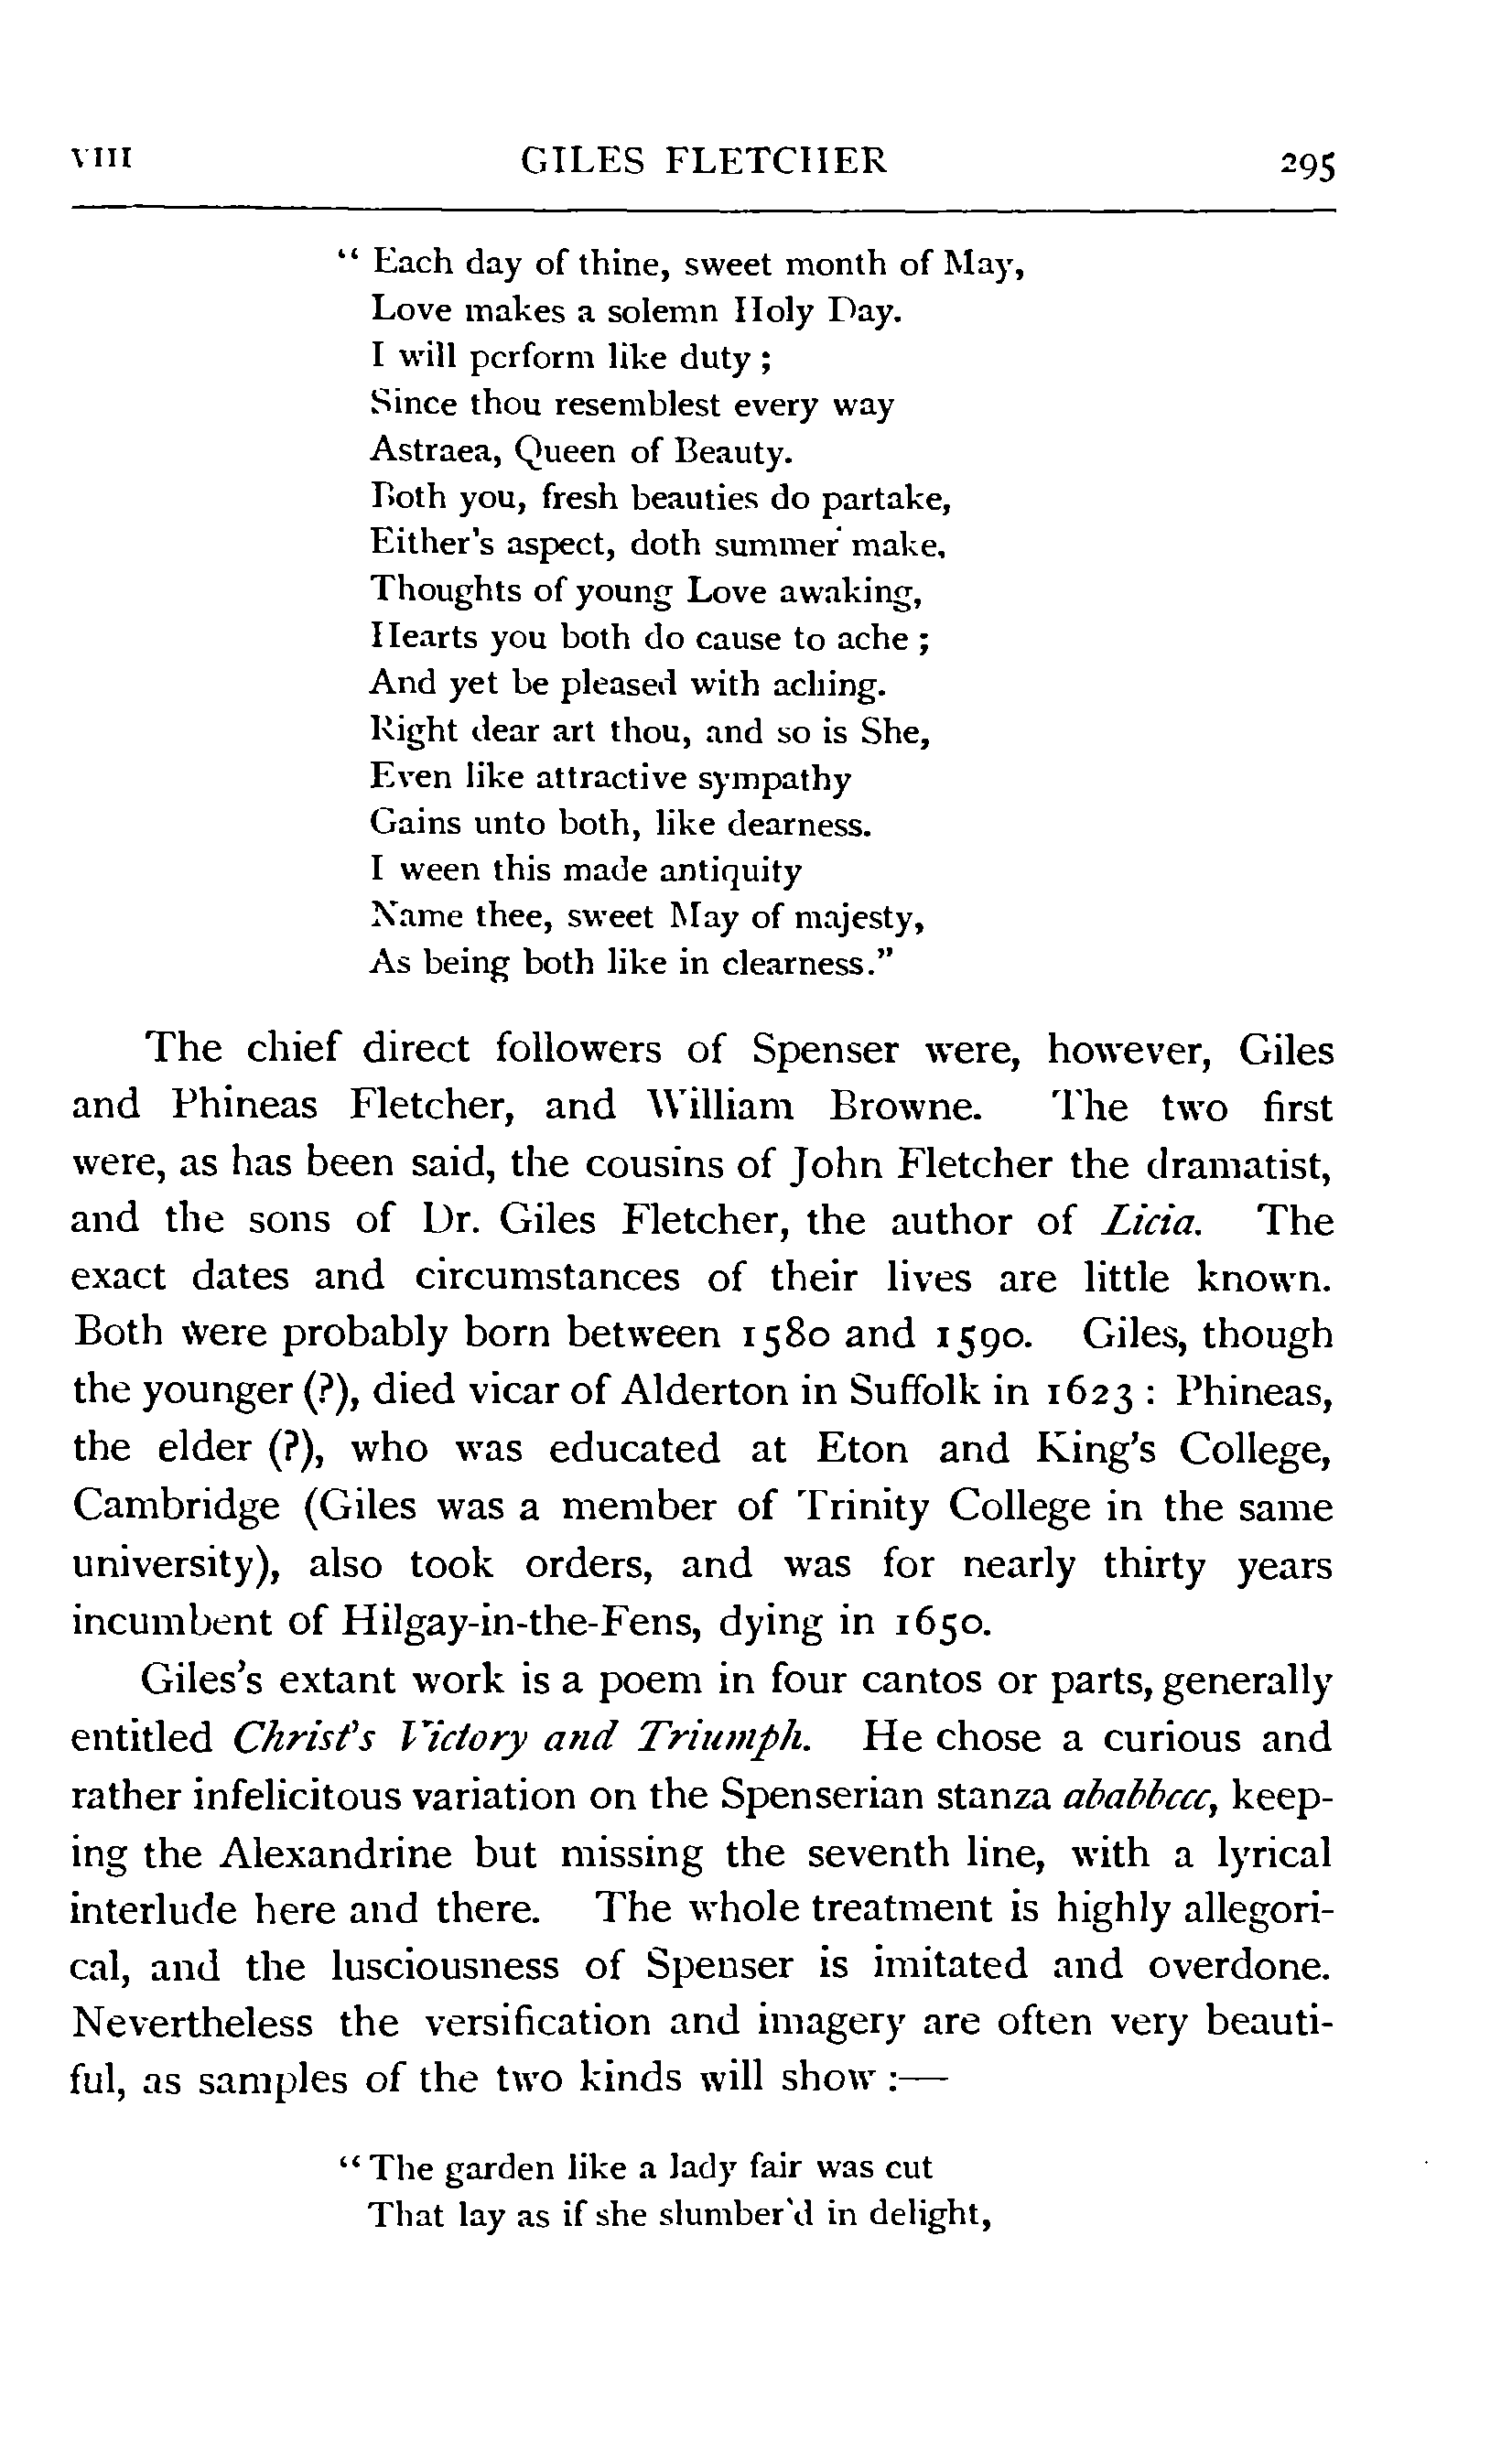 VIII GILES FLETCHER 295
“ Each day of thine, sweet month of May,
Love makes a solemn Holy Day.
I will perform like duty ;
Since thou resemblest every way
Astraea, Queen of Beauty.
Both you, fresh beauties do partake,
Either's aspect, doth summer make,
Thoughts of young Love awaking,
Hearts you both do cause to ache ;
And yet be pleased with aching.
Right dear art thou, and so is She,
Even like attractive sympathy
Gains unto both, like dearness.
I ween this made antiquity
Name thee, sweet May of majesty,
As being both like in clearness.”
The chief direct followers of Spenser were, however, Giles
and Phineas Fletcher, and William Browne. The two first
were, as has been said, the cousins of John Fletcher the dramatist,
and the sons of Dr. Giles Fletcher, the author of Licia. The
exact dates and circumstances of their lives are little known.
Both were probably born between 1580 and 1590. Giles, though
the younger (?), died vicar of Alderton in Suffolk in 1623 : Phineas,
the elder (?), who was educated at Eton and King's College,
Cambridge (Giles was a member of Trinity College in the same
university), also took orders, and was for nearly thirty years
incumbent of Hilgay-in-the-Fens, dying in 1650.
Giles's extant work is a poem in four cantos or parts, generally
entitled Christ's Victory and Triumph. He chose a curious and
rather infelicitous variation on the Spenserian stanza ababbccc, keep-
ing the Alexandrine but missing the seventh line, with a lyrical
interlude here and there. The whole treatment is highly allegori-
cal, and the lusciousness of Spenser is imitated and overdone.
Nevertheless the versification and imagery are often very beauti-
ful, as samples of the two kinds will show :—
“ The garden like a lady fair was cut
That lay as if she slumber'd in delight,